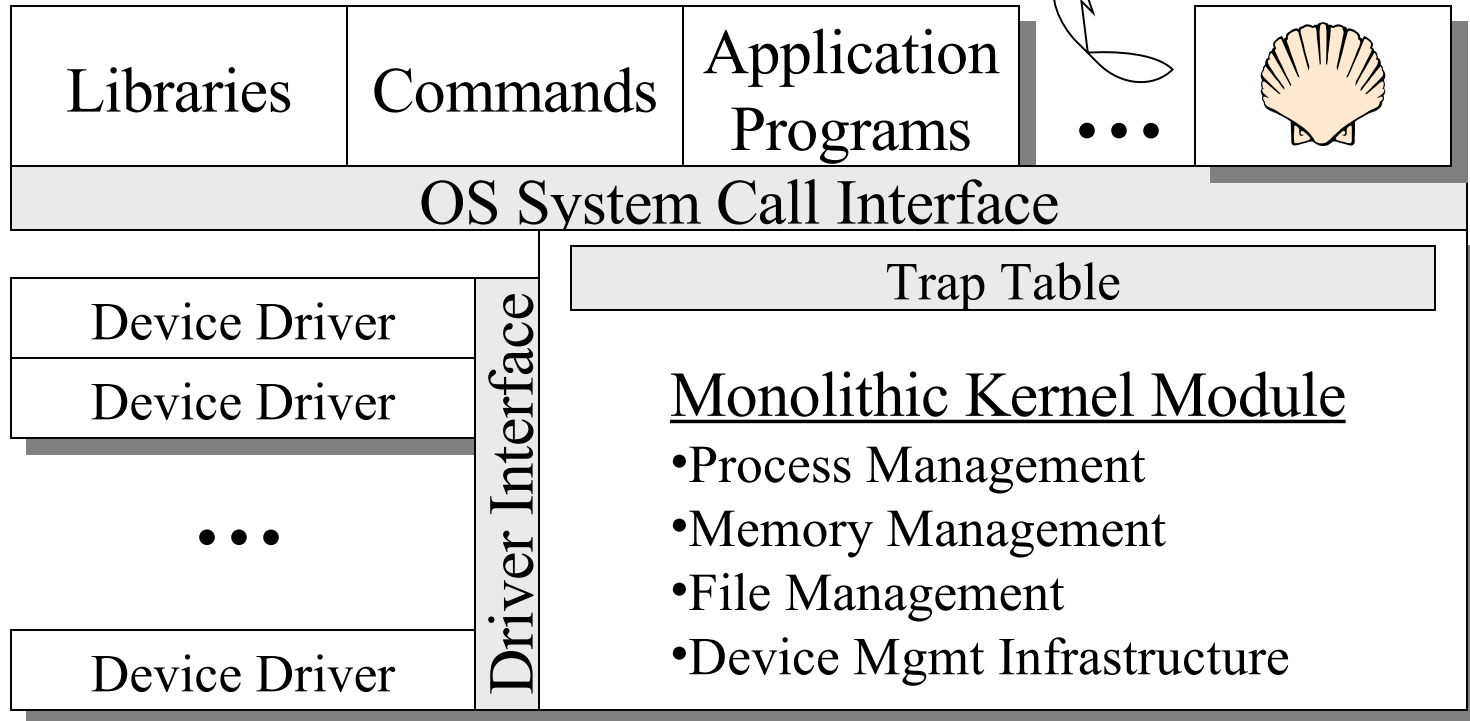 Libraries
Commands
Application
Programs
•••
OS System Call Interface
Trap Table
Device Driver
Device Driver
•••
Device Driver
Driver Interface
Monolithic Kernel Module
•Process Management
•Memory Management
•File Management
•Device Mgmt Infrastructure